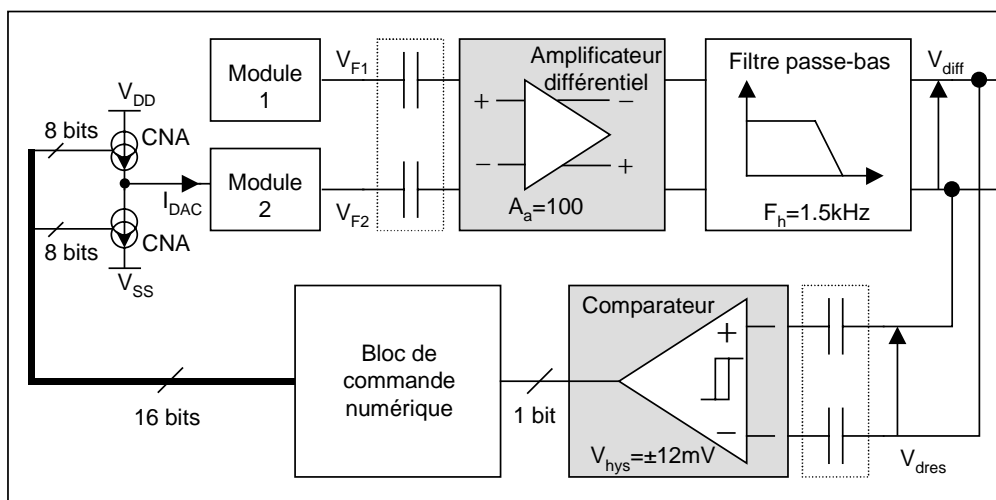 Module
1
V_F1
Amplificateur
différentiel
+
−
−
+
A_a=100
Filtre passe-bas
F_h=1.5kHz
V_diff
V_DD
8 bits
CNA
I_DAC
Module
2
V_F2
8 bits
CNA
V_SS
16 bits
Bloc de
commande
numérique
1 bit
Comparateur
+
−
V_hys=±12mV
V_dres